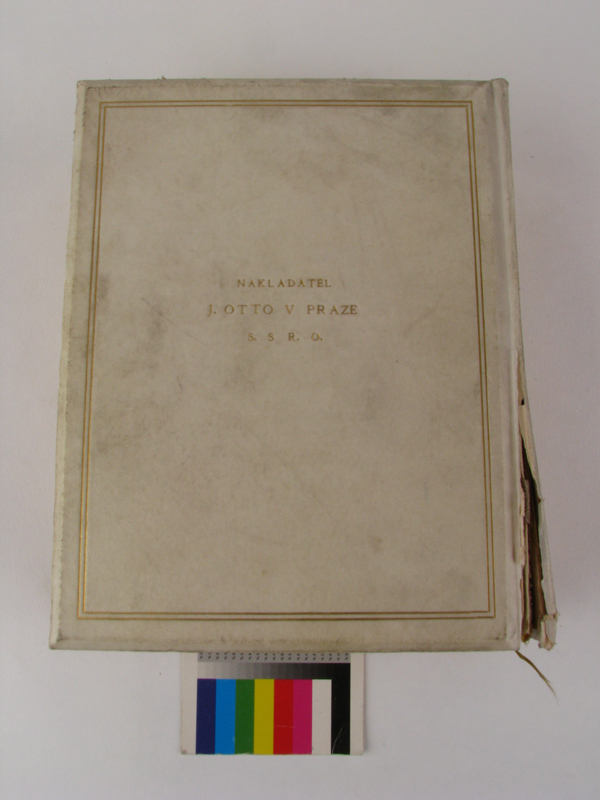 NAKLADATEL
J. OTTO V PRAZE
S. S R. O.